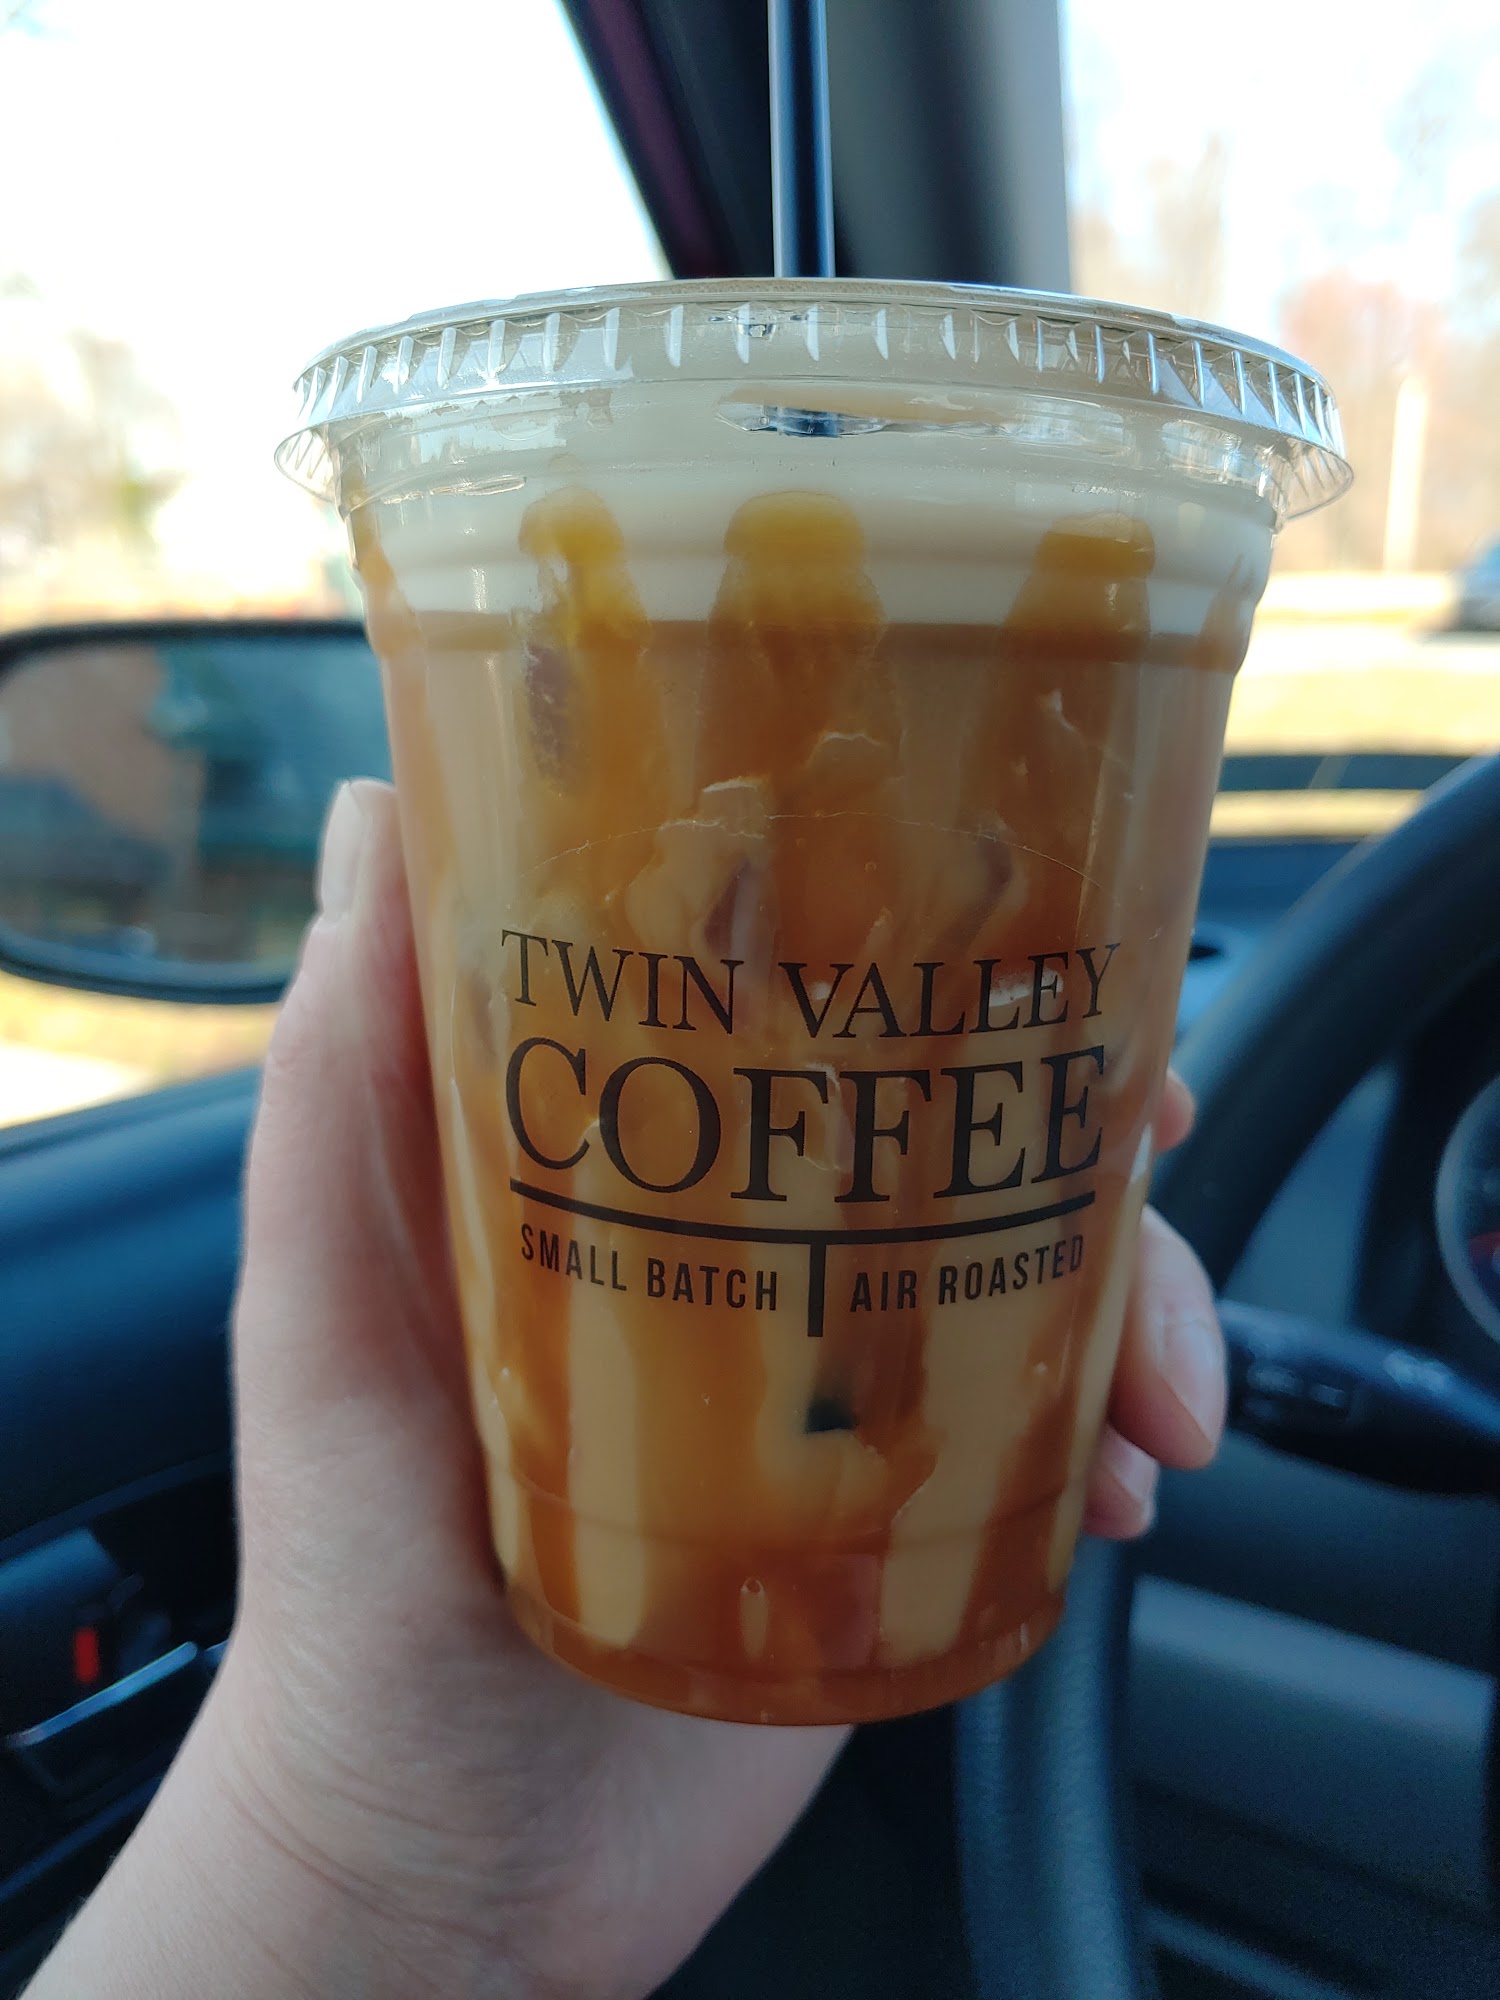 TWIN VALLEY
COFFEE
SMALL BATCH AIR ROASTED